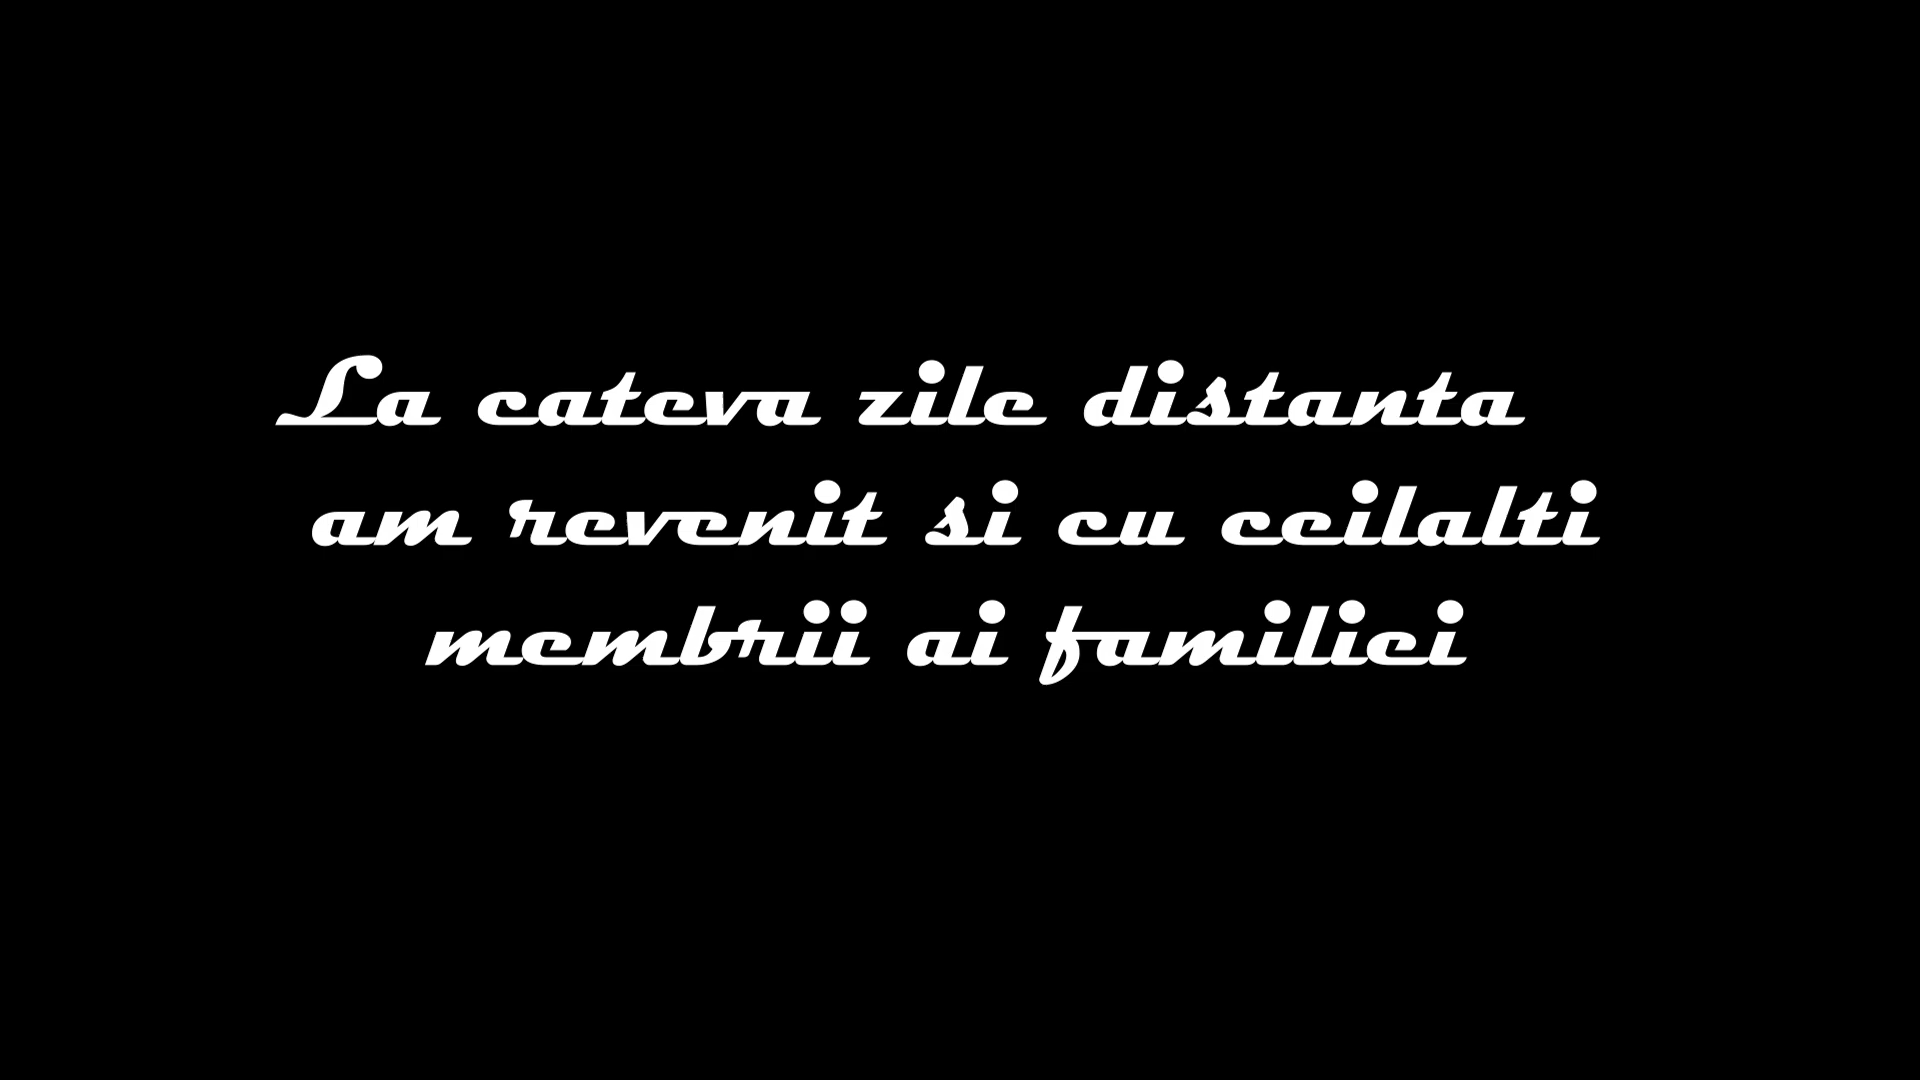 La cateva zile distanta
am revenit si cu ceilalti
membrii ai familiei